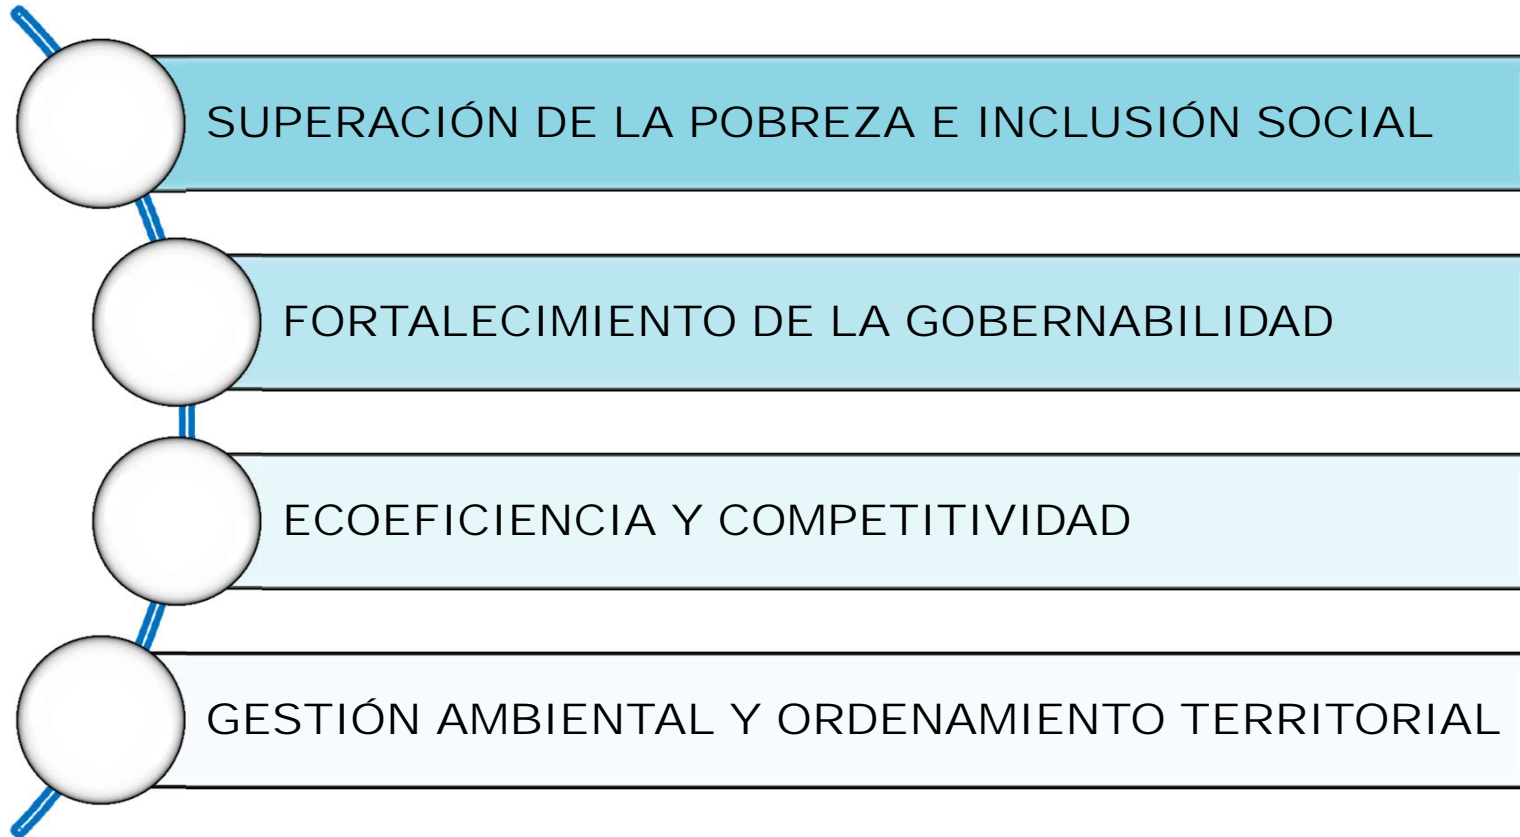 SUPERACIÓN DE LA POBREZA E INCLUSIÓN SOCIAL
FORTALECIMIENTO DE LA GOBERNABILIDAD
ECOEFICIENCIA Y COMPETITIVIDAD
GESTIÓN AMBIENTAL Y ORDENAMIENTO TERRITORIAL